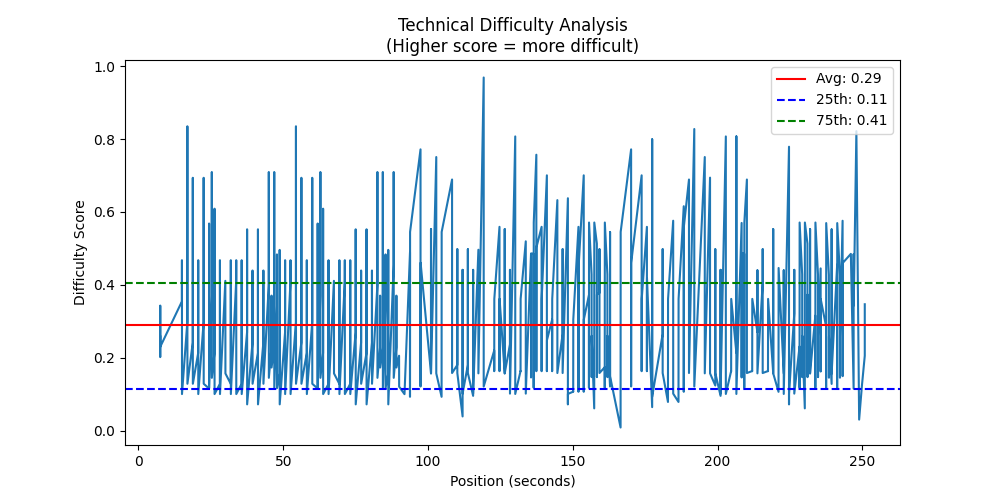 Technical Difficulty Analysis
(Higher score = more difficult)
Avg: 0.29
25th: 0.11
75th: 0.41
Difficulty Score
1.0
0.8
0.6
0.4
0.2
0.0
0
50
100
150
200
250
Position (seconds)